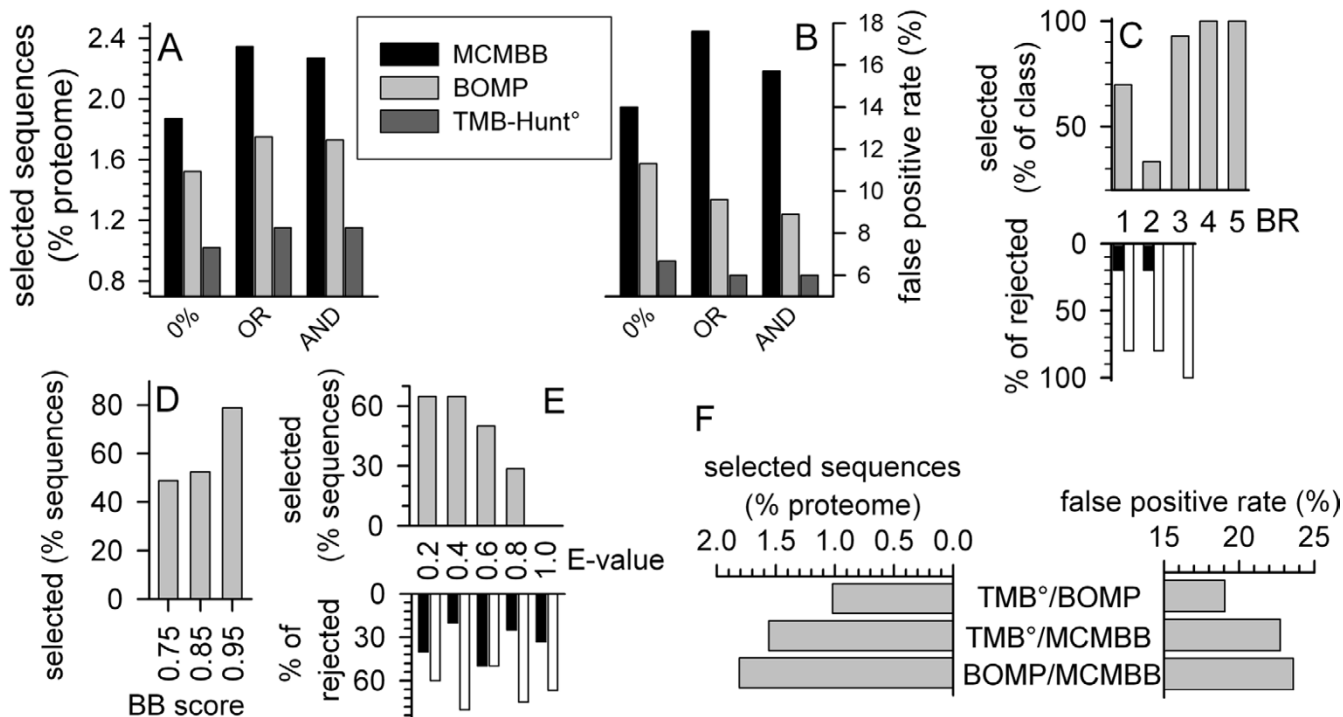 A
selected sequences
(% proteome)
2.4
2.0
1.6
1.2
0.8
0%
OR
AND
MCMBB
BOMP
TMB-Hunt°
B
false positive rate (%)
18
16
14
12
10
8
6
0%
OR
AND
C
selected
(% of class)
100
50
1 2 3 4 5 BR
% of rejected
0
50
100
D
selected (% sequences)
80
60
40
20
0
0.75
0.85
0.95
BB score
E
selected
(% sequences)
60
30
0
0.2
0.4
0.6
0.8
1.0
E-value
% of
rejected
0
30
60
F
selected sequences
(% proteome)
2.0 1.5 1.0 0.5 0.0
false positive rate (%)
15 20 25
TMB°/BOMP
TMB°/MCMBB
BOMP/MCMBB